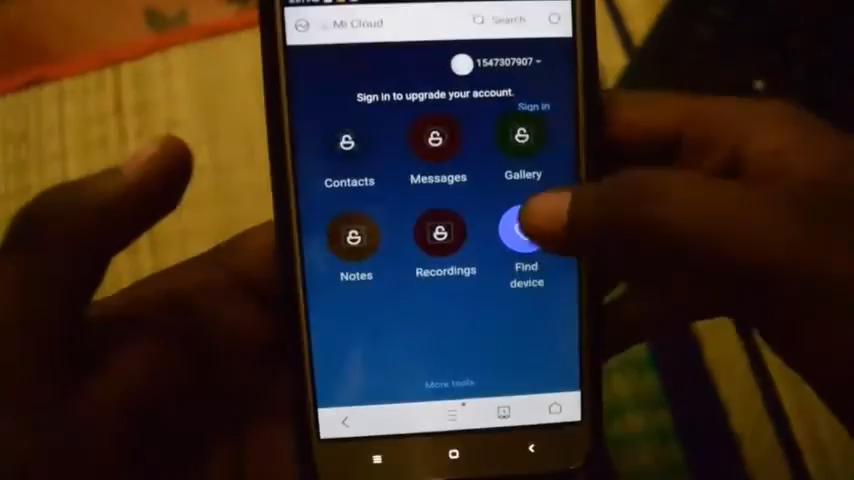 Mi Cloud Search
1547307907
Sign in to upgrade your account.
Sign in
Contacts Messages Gallery
Notes Recordings Find device
More tools